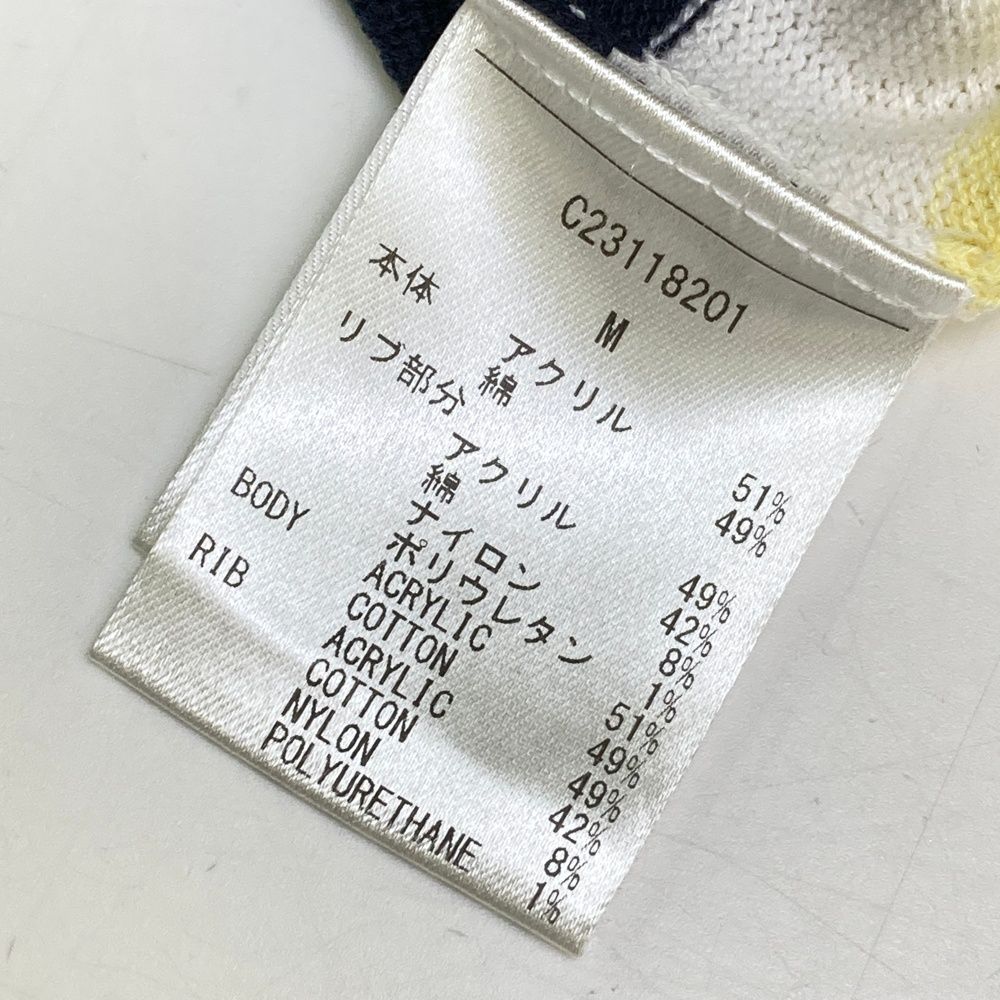 C23118201
M
本体 アクリル 51%
綿 49%
リブ部分 アクリル 49%
綿 42%
ナイロン 8%
ポリウレタン 1%
BODY ACRYLIC 51%
COTTON 49%
RIB ACRYLIC 49%
COTTON 42%
NYLON 8%
POLYURETHANE 1%